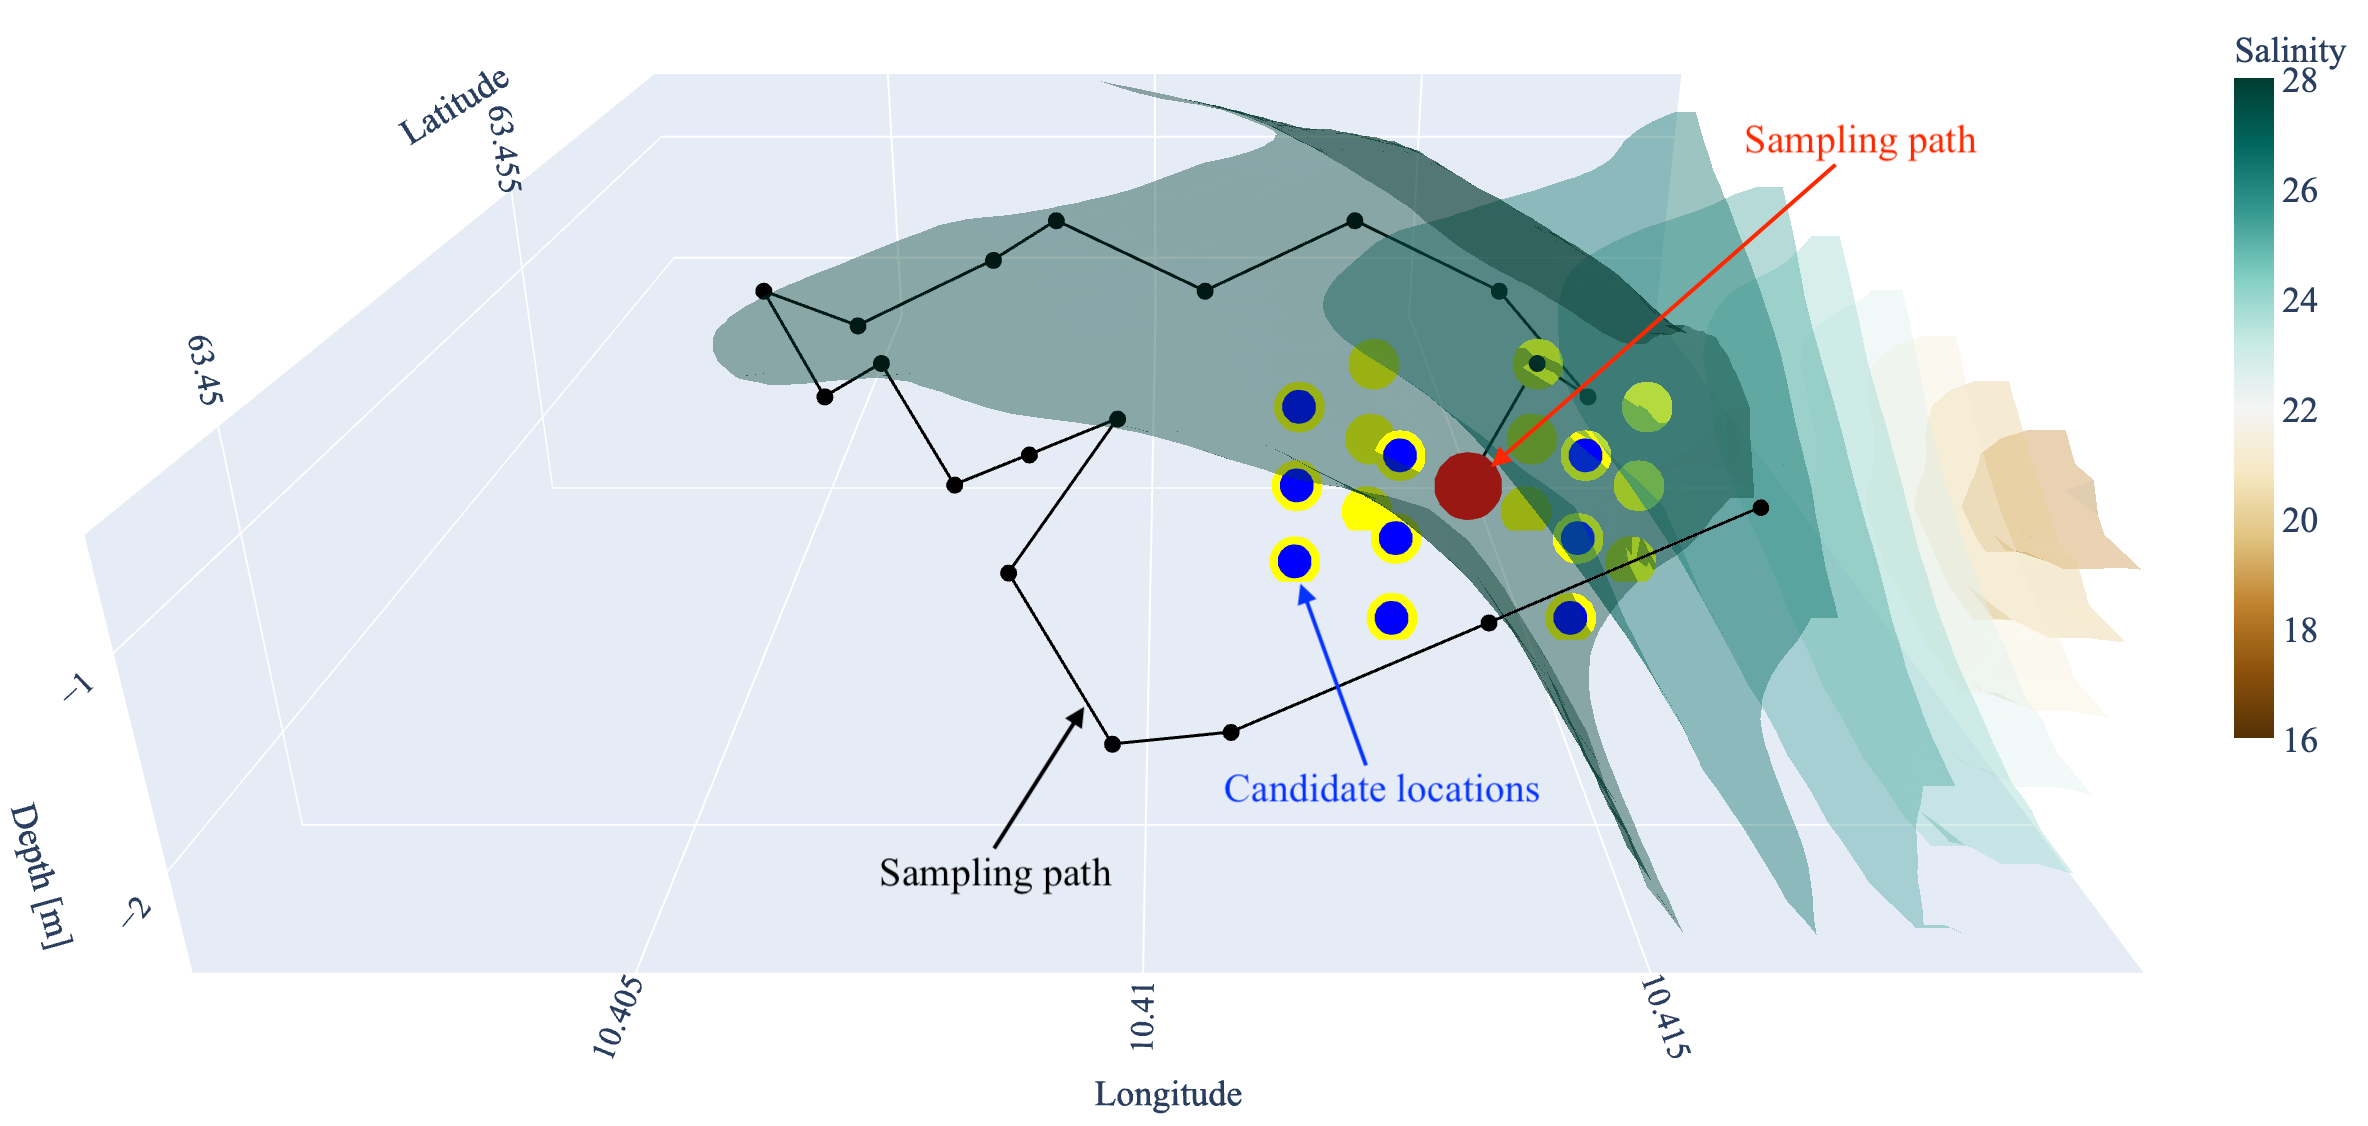 Salinity
28
26
24
22
20
18
16
Latitude
63.455
63.45
Sampling path
–1
–2
Depth [m]
Candidate locations
Sampling path
10.405
10.41
10.415
Longitude